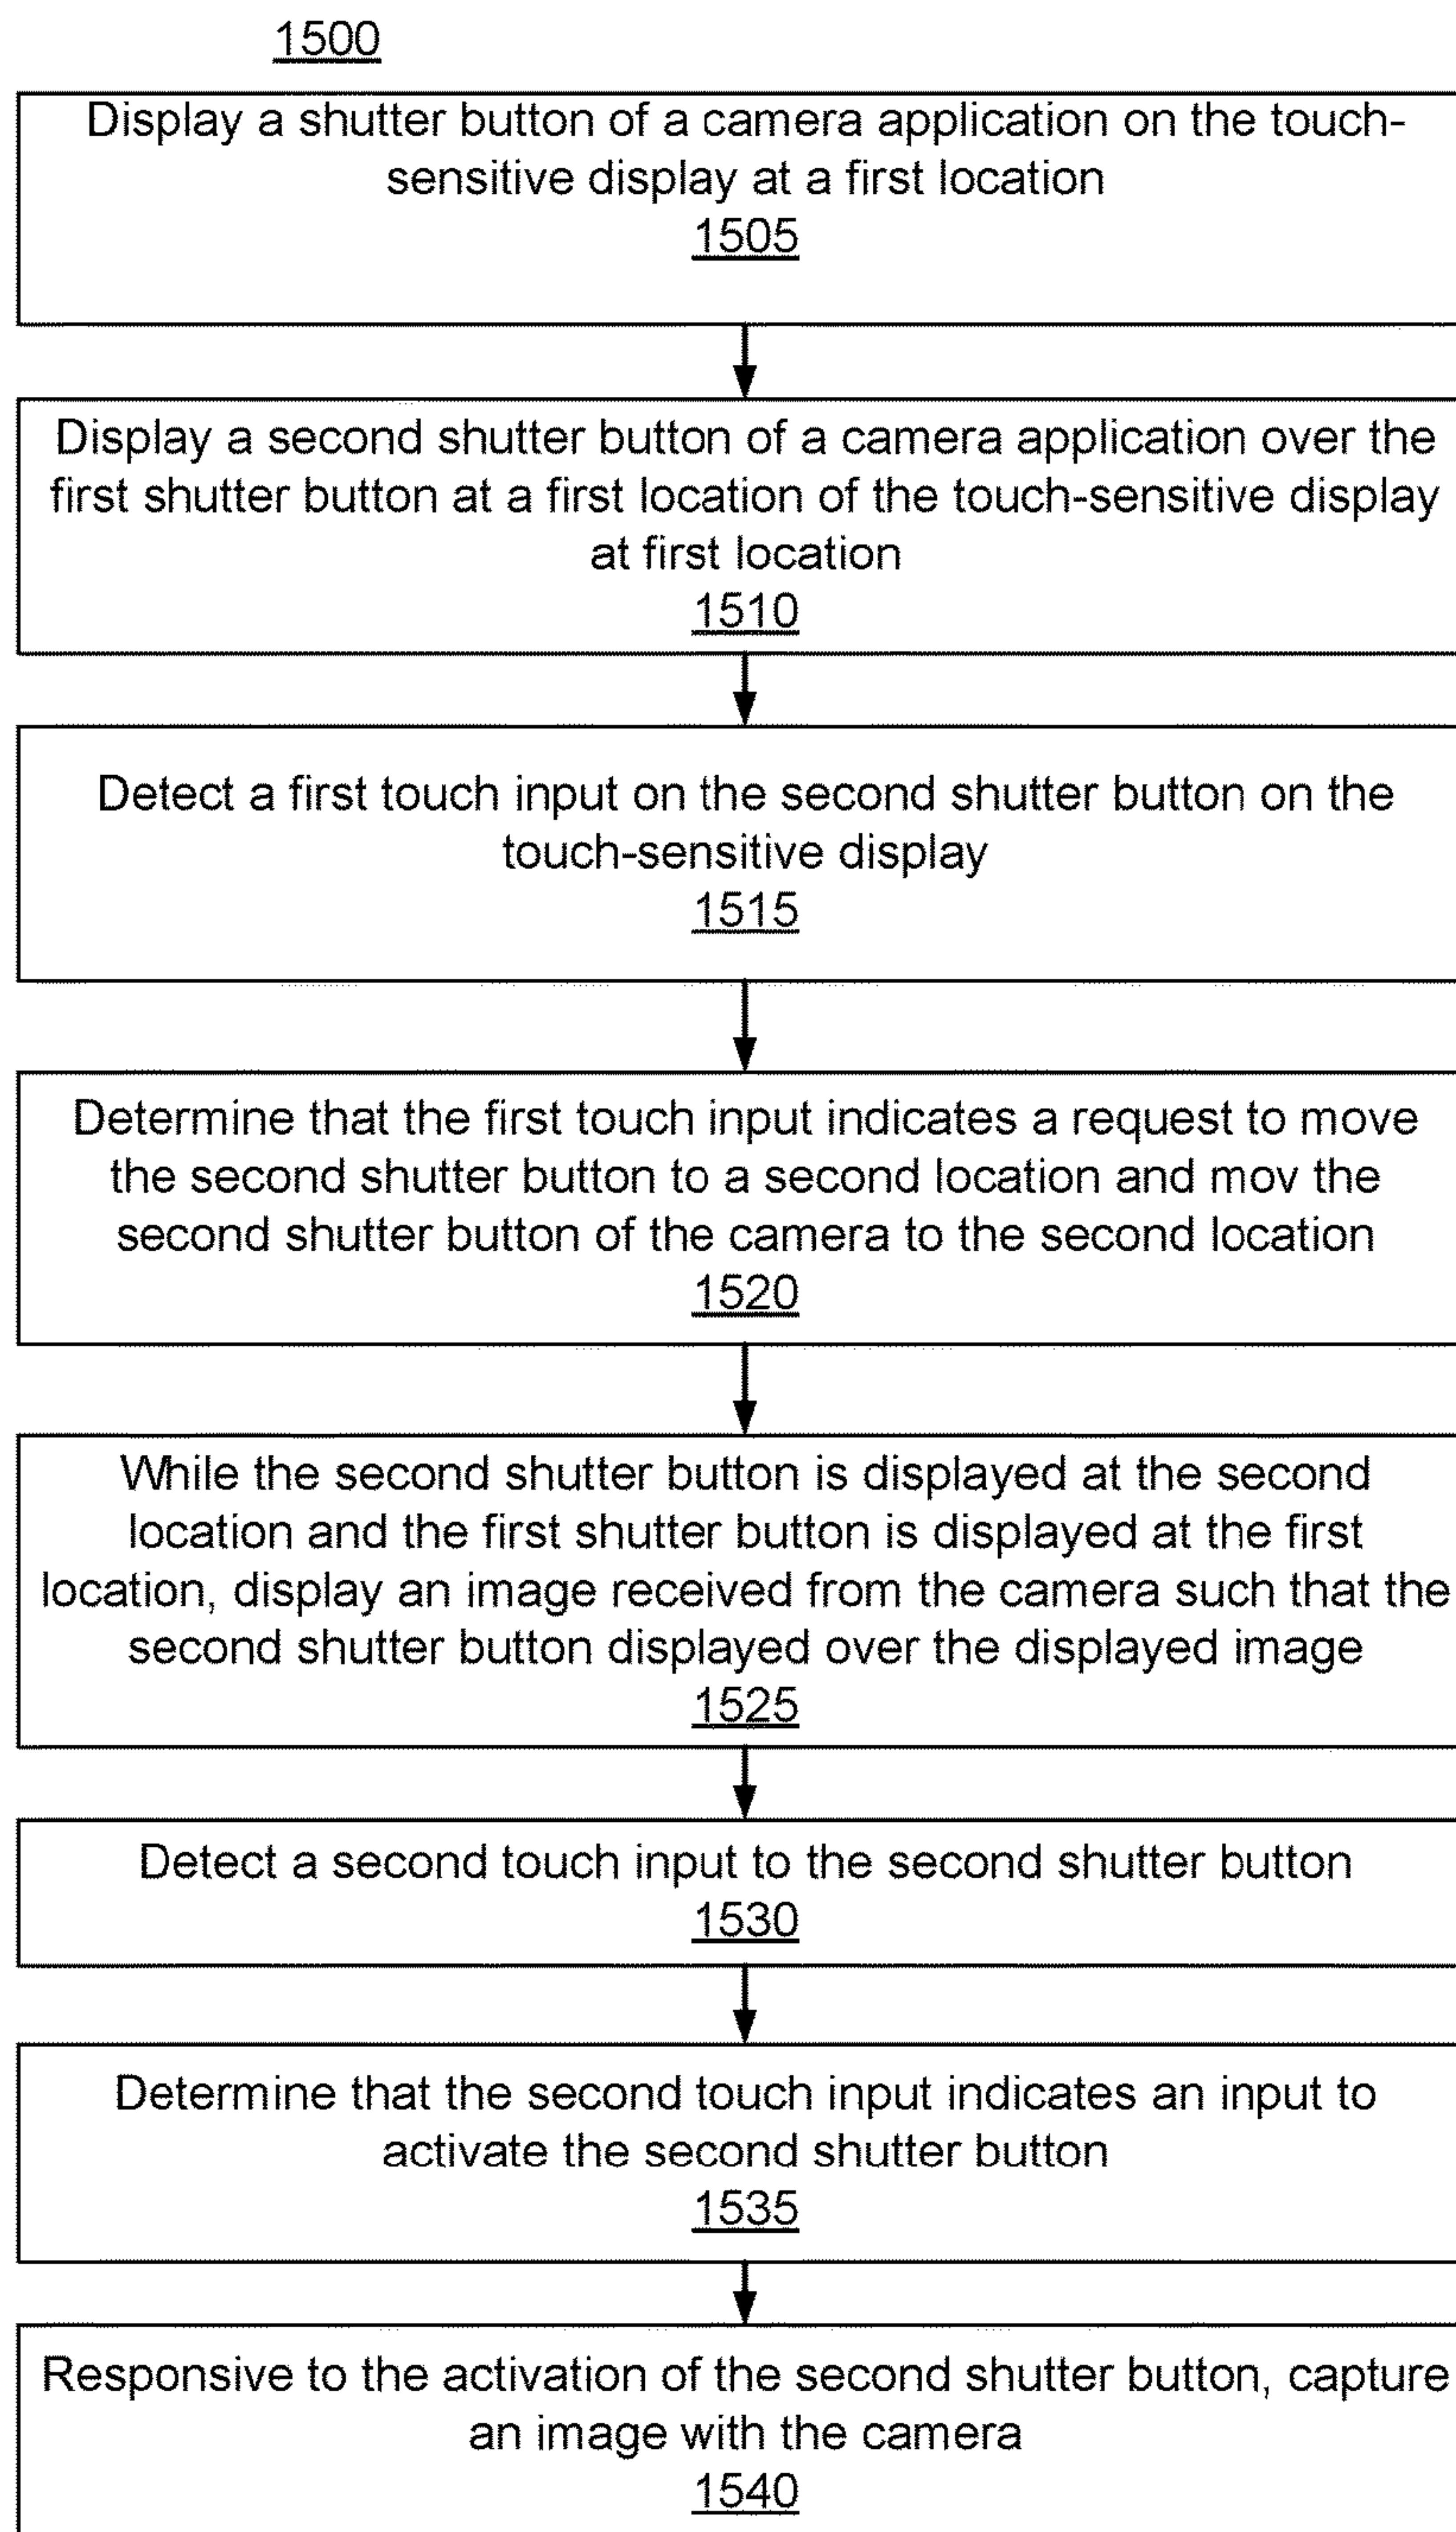 1500
Display a shutter button of a camera application on the touch-
sensitive display at a first location
1505
Display a second shutter button of a camera application over the
first shutter button at a first location of the touch-sensitive display
at first location
1510
Detect a first touch input on the second shutter button on the
touch-sensitive display
1515
Determine that the first touch input indicates a request to move
the second shutter button to a second location and mov the
second shutter button of the camera to the second location
1520
While the second shutter button is displayed at the second
location and the first shutter button is displayed at the first
location, display an image received from the camera such that the
second shutter button displayed over the displayed image
1525
Detect a second touch input to the second shutter button
1530
Determine that the second touch input indicates an input to
activate the second shutter button
1535
Responsive to the activation of the second shutter button, capture
an image with the camera
1540